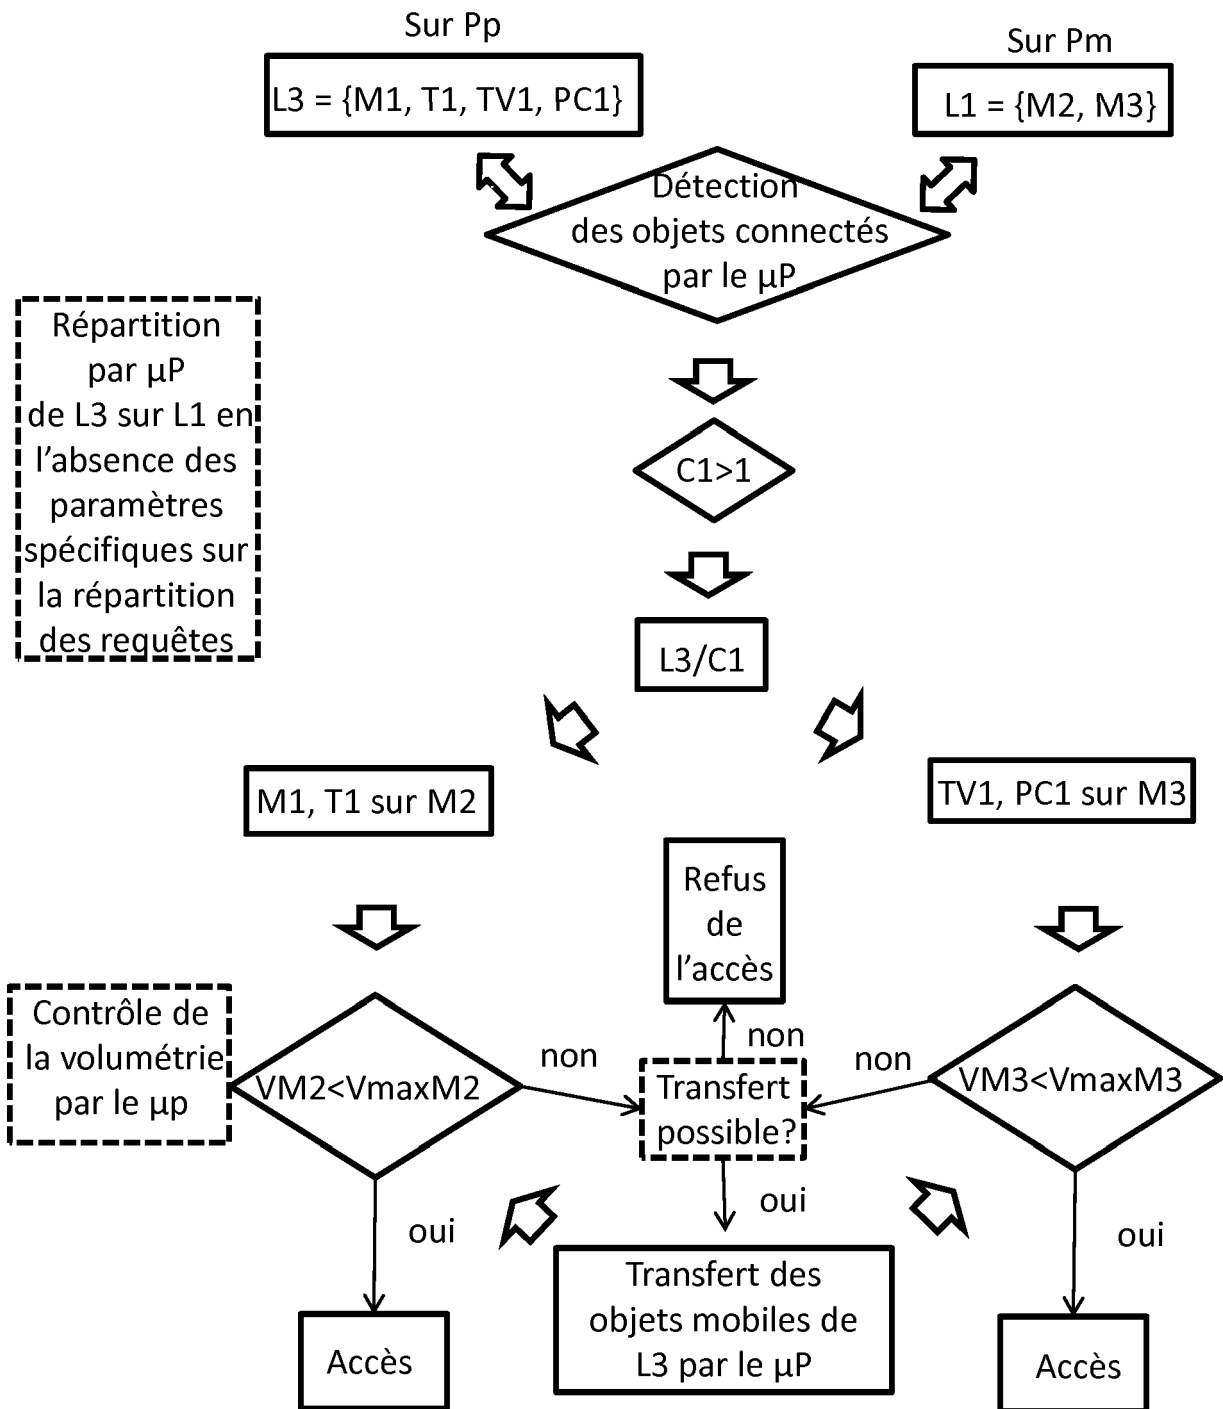 Sur Pp
Sur Pm
L3 = {M1, T1, TV1, PC1}
L1 = {M2, M3}
Détection
des objets connectés
par le µP
Répartition
par µP
de L3 sur L1 en
l'absence des
paramètres
spécifiques sur
la répartition
des requêtes
C1>1
L3/C1
M1, T1 sur M2
TV1, PC1 sur M3
Refus
de
l'accès
Contrôle de
la volumétrie
par le µp
VM2<VmaxM2
non
non
Transfert
possible?
non
VM3<VmaxM3
oui
oui
oui
Accès
Transfert des
objets mobiles de
L3 par le µP
Accès